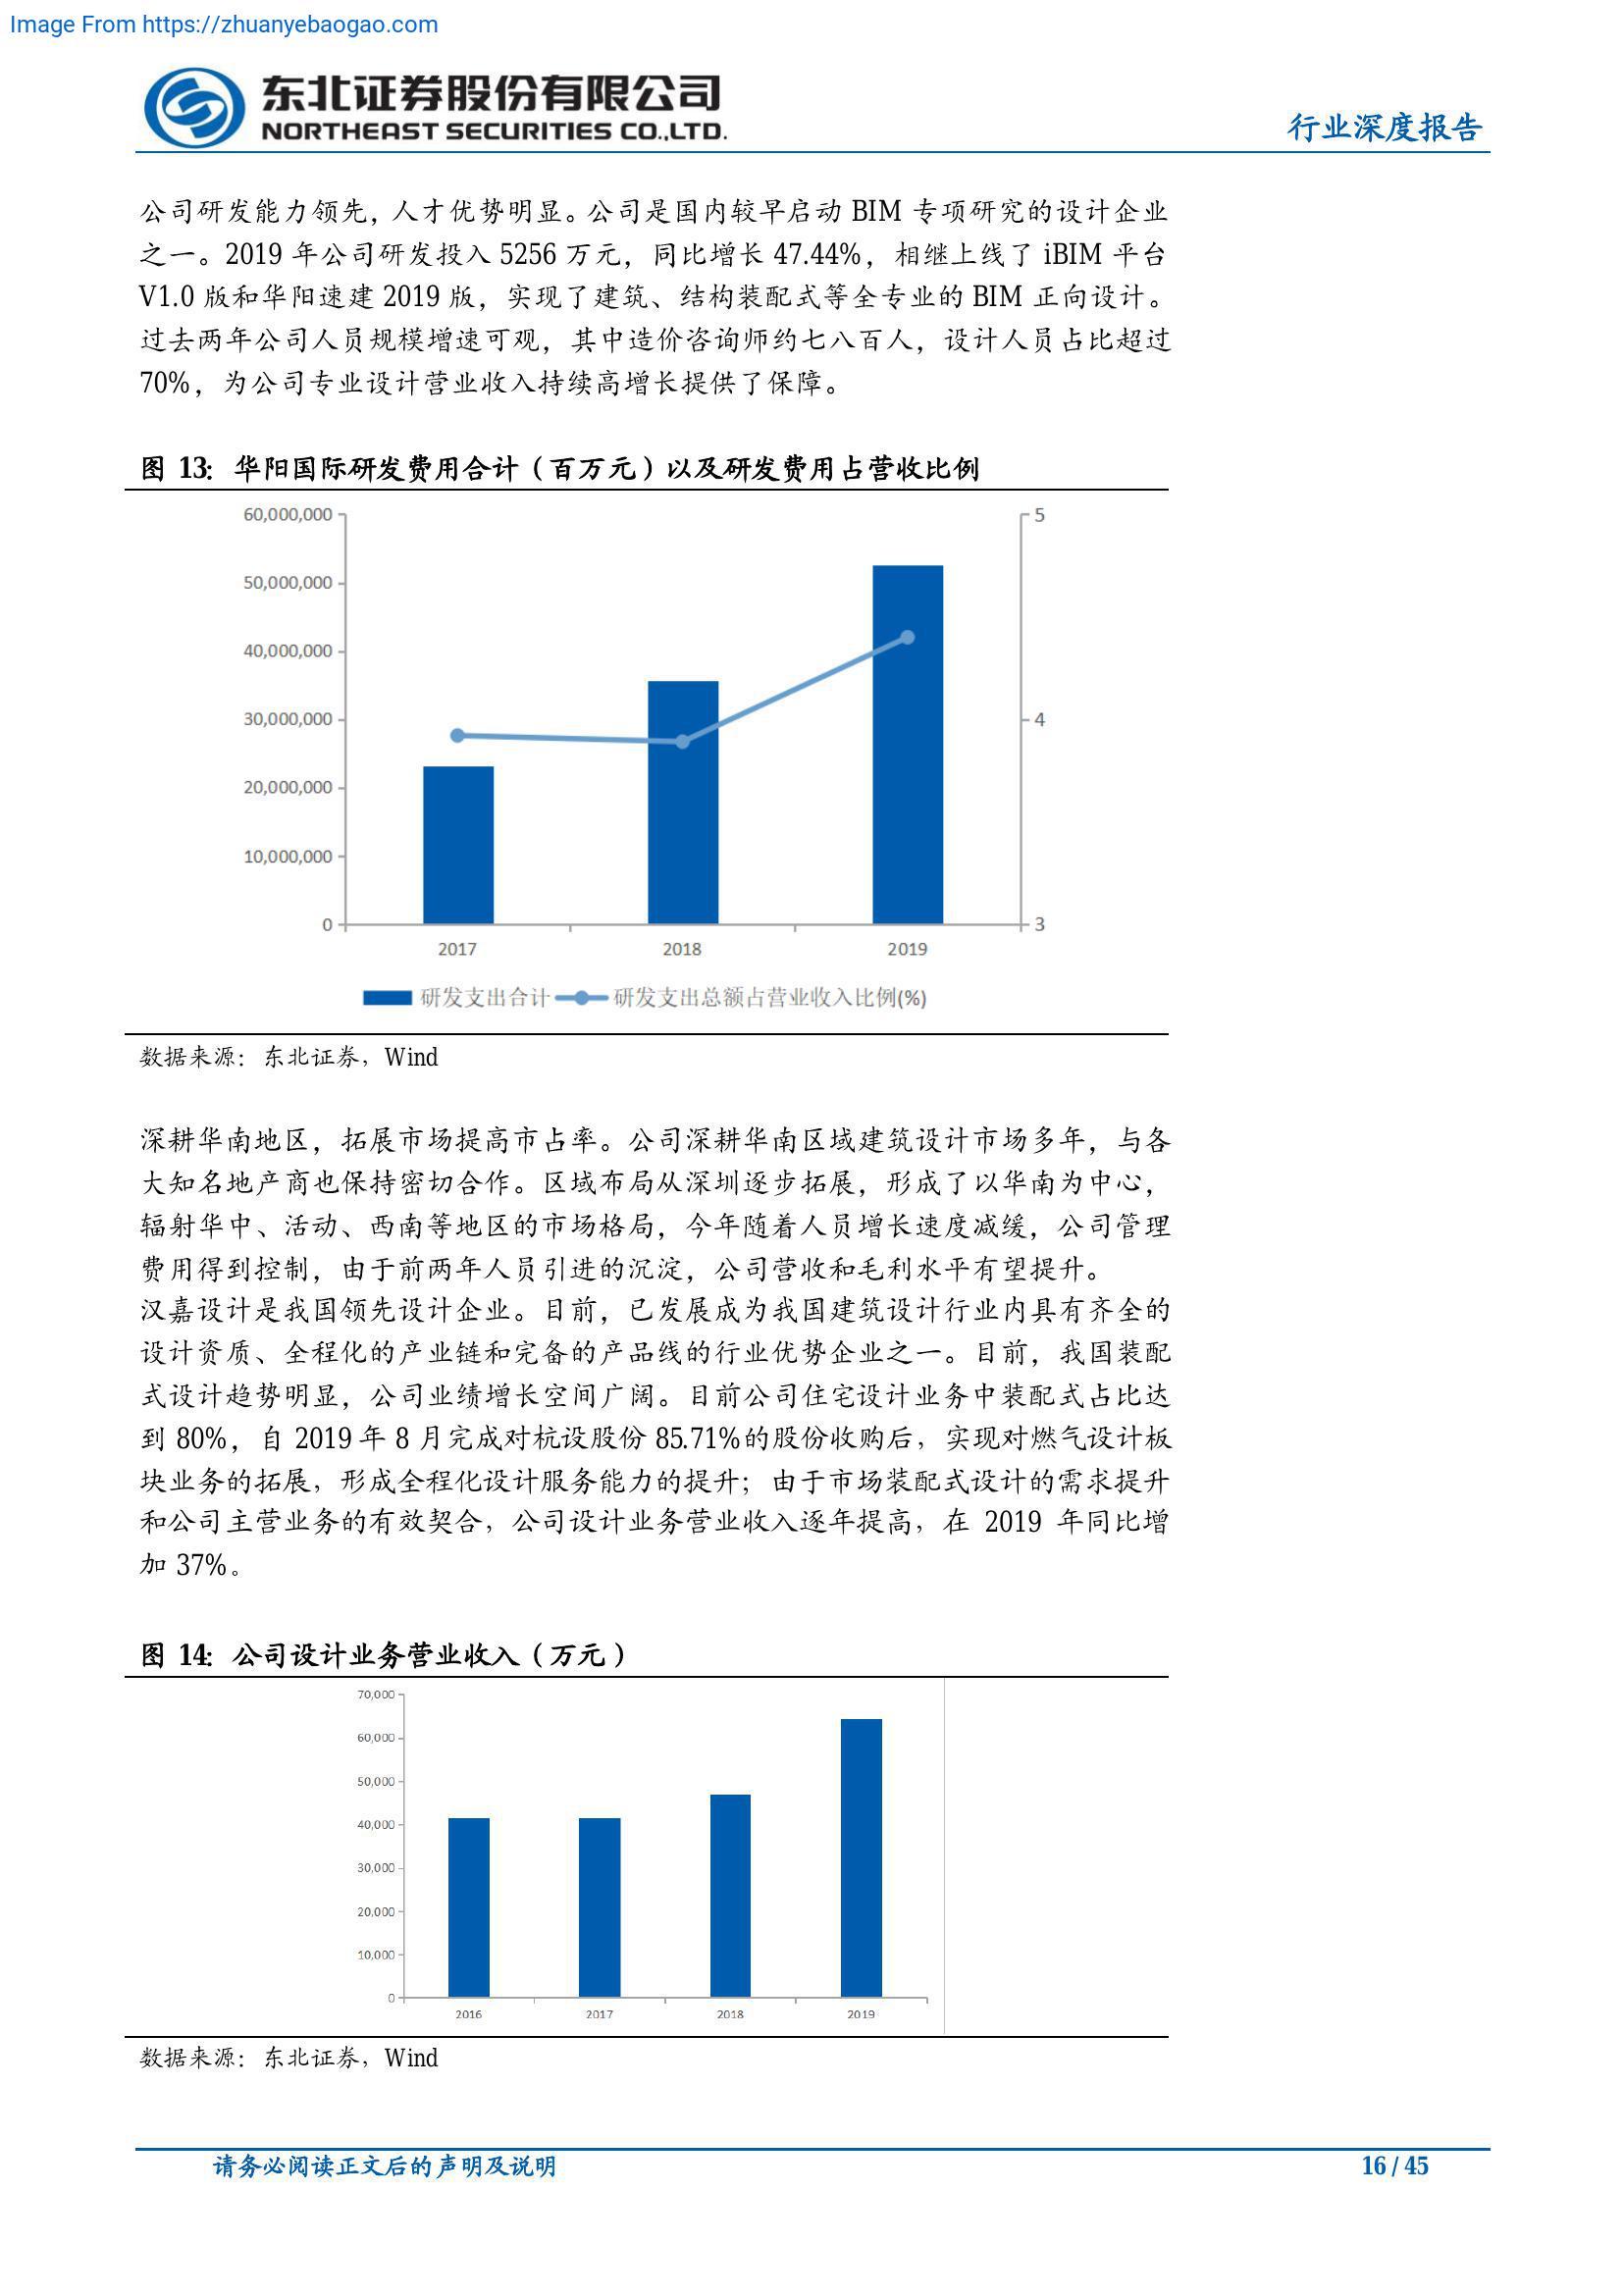 Image From https://zhuanyebaogao.com
东北证券股份有限公司
NORTHEAST SECURITIES CO.,LTD.
行业深度报告
公司研发能力领先，人才优势明显。公司是国内较早启动 BIM 专项研究的设计企业
之一。2019 年公司研发投入 5256 万元，同比增长 47.44%，相继上线了 iBIM 平台
V1.0 版和华阳速建 2019 版，实现了建筑、结构装配式等全专业的 BIM 正向设计。
过去两年公司人员规模增速可观，其中造价咨询师约七八百人，设计人员占比超过
70%，为公司专业设计营业收入持续高增长提供了保障。
图 13：华阳国际研发费用合计（百万元）以及研发费用占营收比例
60,000,000
50,000,000
40,000,000
30,000,000
20,000,000
10,000,000
0
5
4
3
2017
2018
2019
研发支出合计
研发支出总额占营业收入比例(%)
数据来源：东北证券，Wind
深耕华南地区，拓展市场提高市占率。公司深耕华南区域建筑设计市场多年，与各
大知名地产商也保持密切合作。区域布局从深圳逐步拓展，形成了以华南为中心，
辐射华中、活动、西南等地区的市场格局，今年随着人员增长速度减缓，公司管理
费用得到控制，由于前两年人员引进的沉淀，公司营收和毛利水平有望提升。
汉嘉设计是我国领先设计企业。目前，已发展成为我国建筑设计行业内具有齐全的
设计资质、全程化的产业链和完备的产品线的行业优势企业之一。目前，我国装配
式设计趋势明显，公司业绩增长空间广阔。目前公司住宅设计业务中装配式占比达
到 80%，自 2019 年 8 月完成对杭设股份 85.71%的股份收购后，实现对燃气设计板
块业务的拓展，形成全程化设计服务能力的提升；由于市场装配式设计的需求提升
和公司主营业务的有效契合，公司设计业务营业收入逐年提高，在 2019 年同比增
加 37%。
图 14：公司设计业务营业收入（万元）
70,000
60,000
50,000
40,000
30,000
20,000
10,000
0
2016
2017
2018
2019
数据来源：东北证券，Wind
请务必阅读正文后的声明及说明
16 / 45